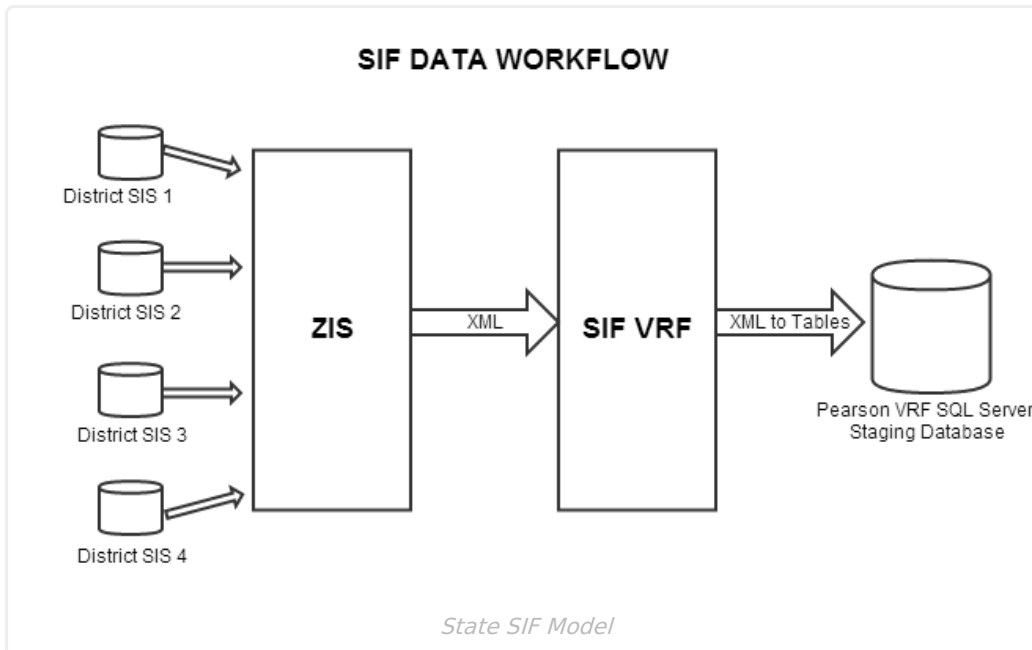 SIF DATA WORKFLOW
District SIS 1
District SIS 2
District SIS 3
District SIS 4
ZIS
XML
SIF VRF
XML to Tables
Pearson VRF SQL Server
Staging Database
State SIF Model